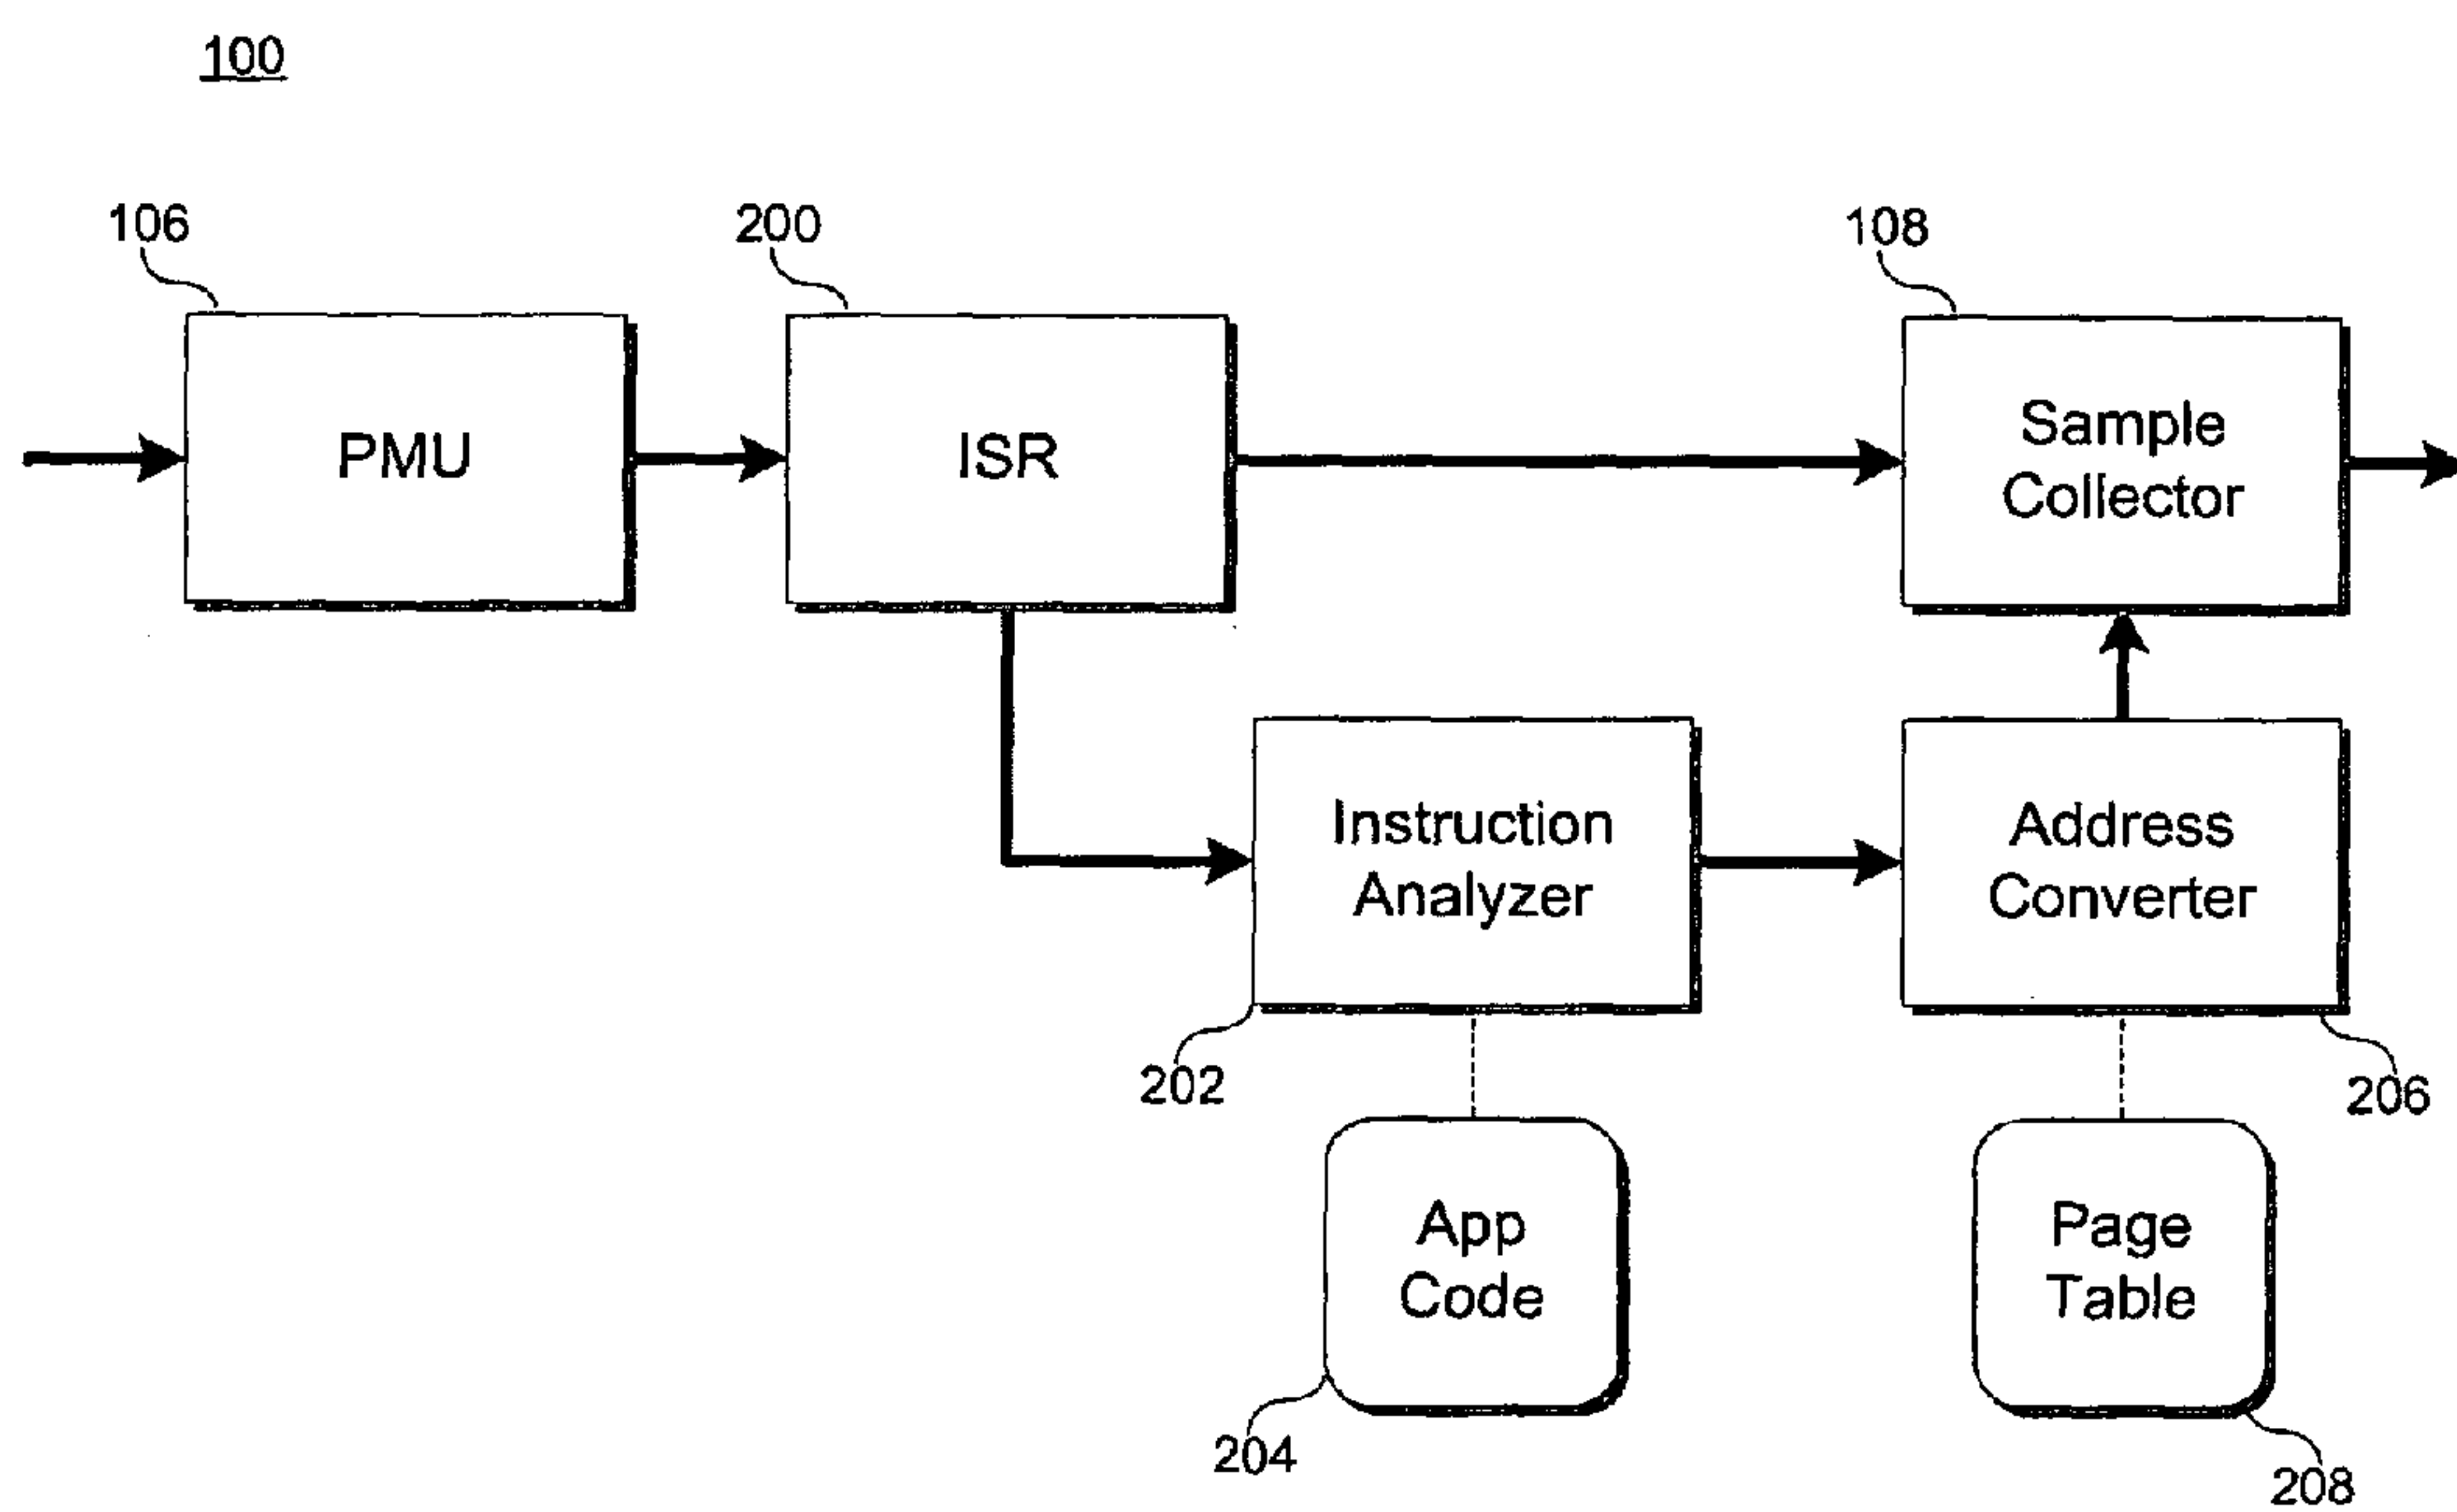 100
106
200
108
PMU
ISR
Sample
Collector
Instruction
Analyzer
Address
Converter
202
206
App
Code
Page
Table
204
208